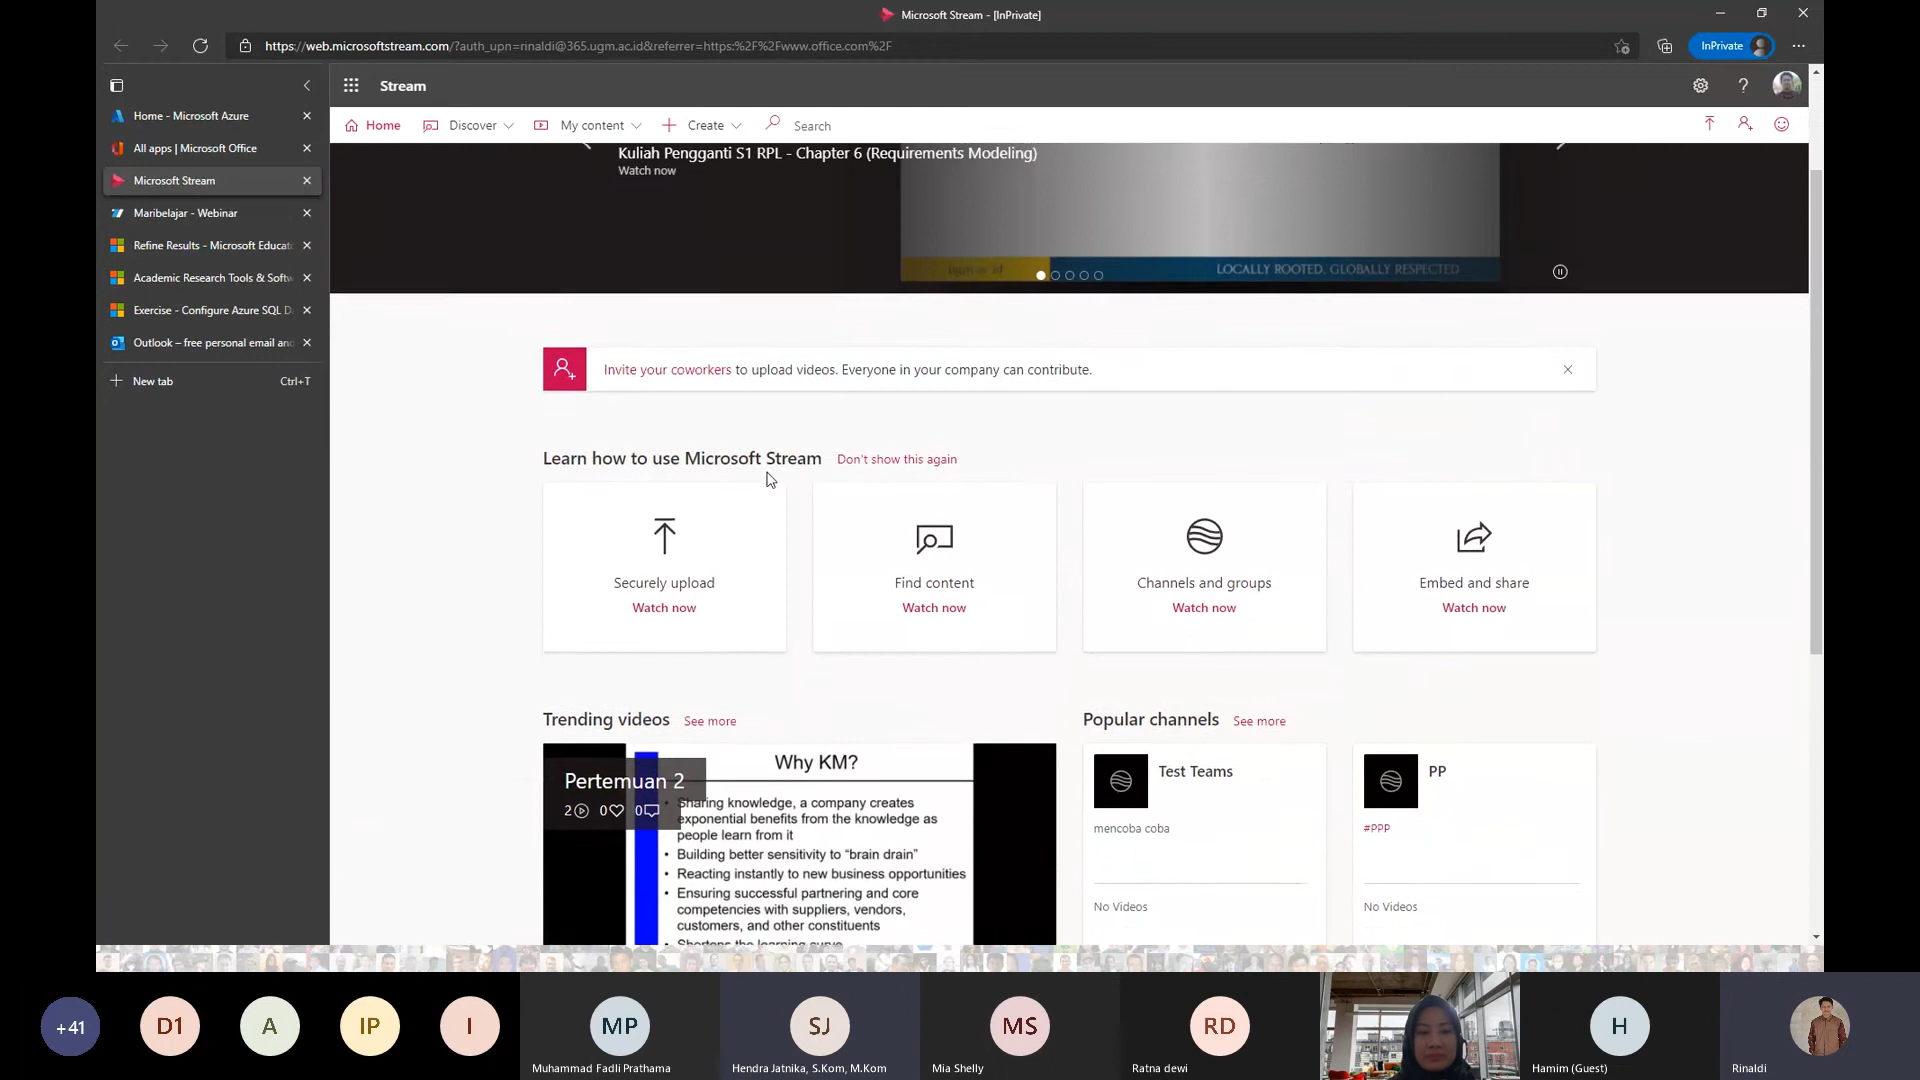 Microsoft Stream - [InPrivate]
https://web.microsoftstream.com/?auth_upn=rinaldi@365.ugm.ac.id&referrer=https:%2F%2Fwww.office.com%2F
InPrivate
Home - Microsoft Azure
All apps | Microsoft Office
Microsoft Stream
Maribelajar - Webinar
Refine Results - Microsoft Educat
Academic Research Tools & Softw
Exercise - Configure Azure SQL D
Outlook – free personal email and
New tab Ctrl+T
Stream
?
Home Discover My content Create Search
Kuliah Pengganti S1 RPL - Chapter 6 (Requirements Modeling)
Watch now
ugm.ac.id LOCALLY ROOTED, GLOBALLY RESPECTED
Invite your coworkers to upload videos. Everyone in your company can contribute.
Learn how to use Microsoft Stream Don't show this again
Securely upload
Watch now
Find content
Watch now
Channels and groups
Watch now
Embed and share
Watch now
Trending videos See more
Pertemuan 2
2 0 0
Why KM?
• Sharing knowledge, a company creates
exponential benefits from the knowledge as
people learn from it
• Building better sensitivity to “brain drain”
• Reacting instantly to new business opportunities
• Ensuring successful partnering and core
competencies with suppliers, vendors,
customers, and other constituents
• Shortens the learning curve
Popular channels See more
Test Teams
mencoba coba
No Videos
PP
#PPP
No Videos
+41
D1
A
IP
I
MP
Muhammad Fadli Prathama
SJ
Hendra Jatnika, S.Kom, M.Kom
MS
Mia Shelly
RD
Ratna dewi
H
Hamim (Guest)
Rinaldi